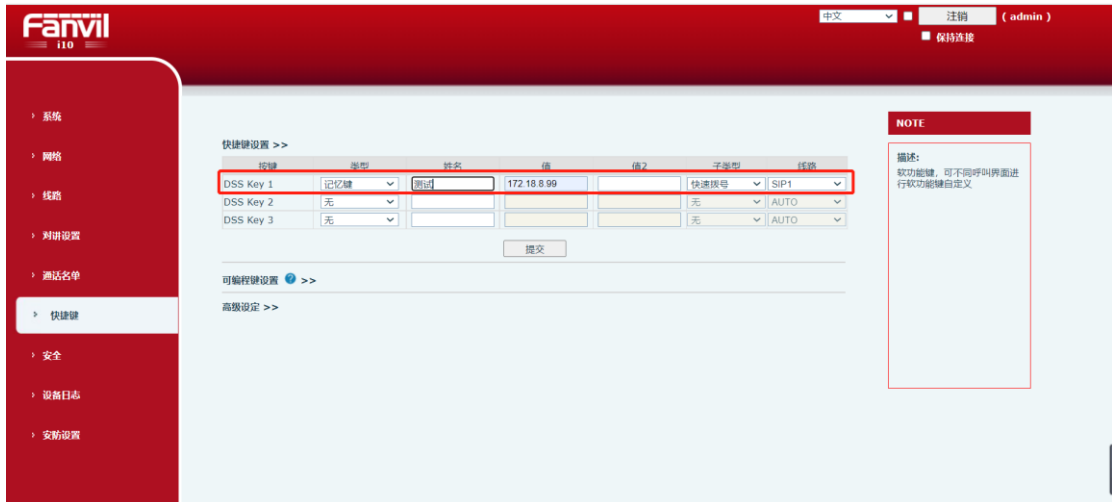 Fanvil
i10
中文 注销 ( admin )
保持连接
› 系统
› 网络
› 线路
› 对讲设置
› 通话名单
› 快捷键
› 安全
› 设备日志
› 安防设置
快捷键设置 >>
按键 类型 姓名 值 值2 子类型 线路
DSS Key 1 记忆键 测试 172.18.8.99 快速拨号 SIP1
DSS Key 2 无 无 AUTO
DSS Key 3 无 无 AUTO
提交
可编程键设置 ? >>
高级设定 >>
NOTE
描述:
软功能键，可不同呼叫界面进
行软功能键自定义